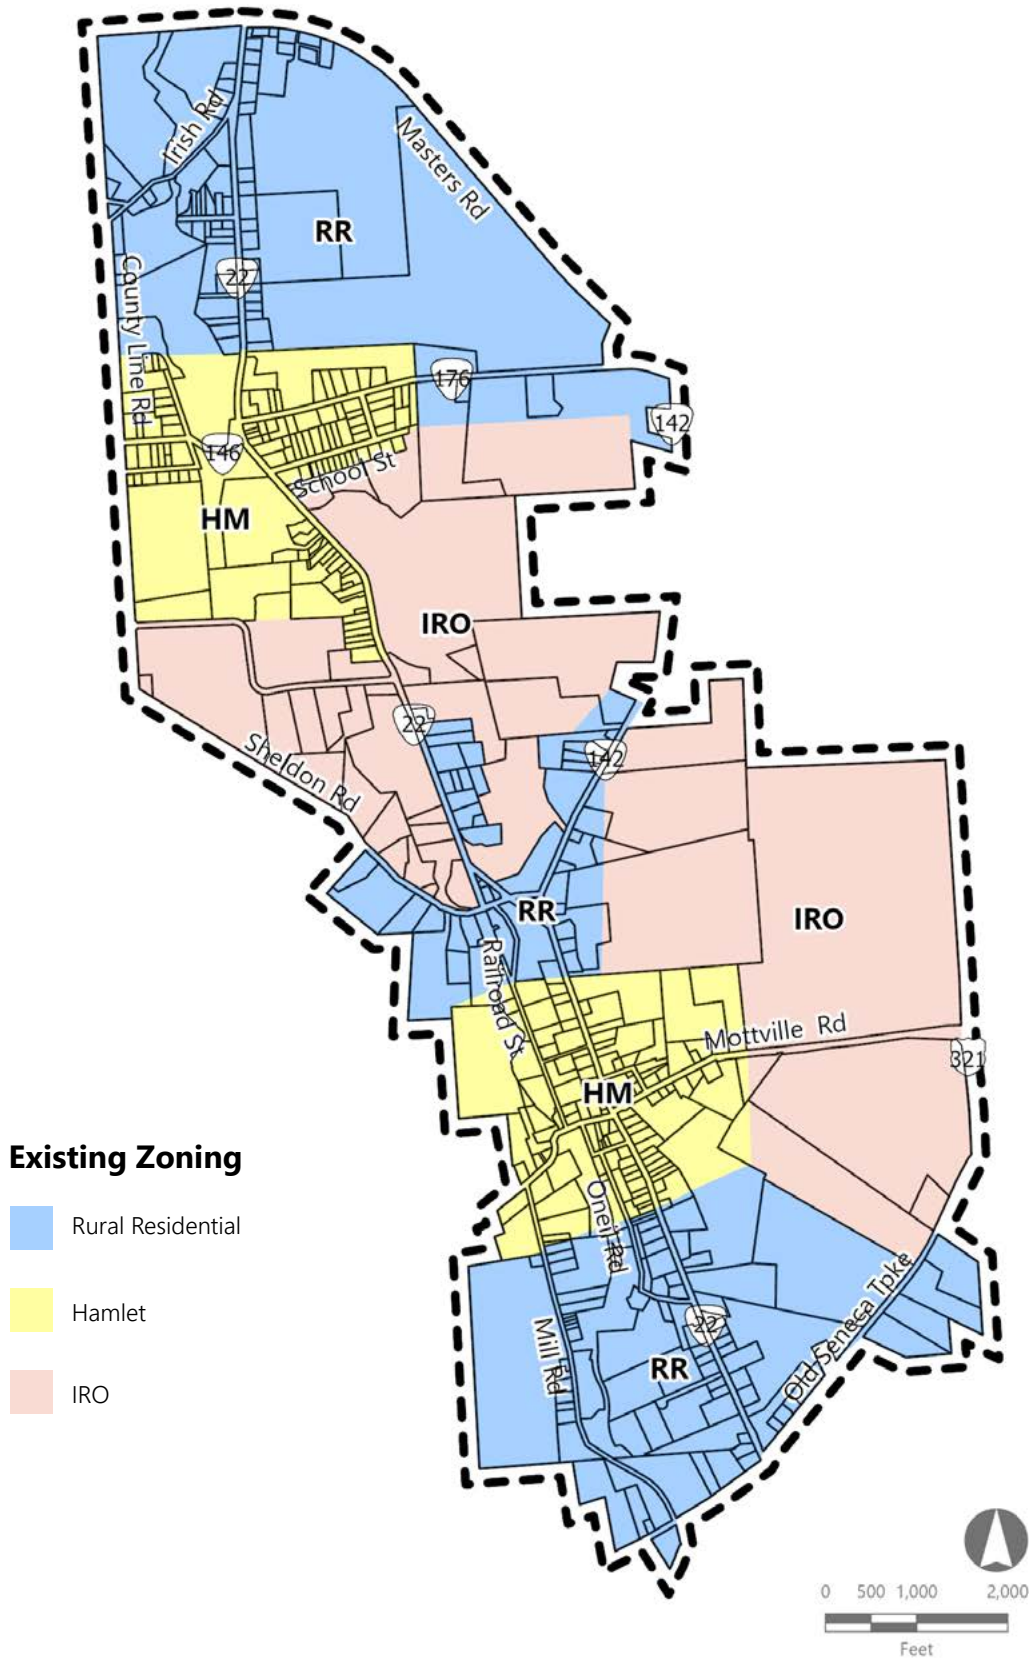 Irish Rd
Masters Rd
RR
22
County Line Rd
176
142
146
School St
HM
IRO
22
142
Sheldon Rd
RR
IRO
Railroad St
Mottville Rd
321
HM
Existing Zoning
Oneil Rd
Rural Residential
Old Seneca Tpke
Hamlet
22
Mill Rd
RR
IRO
0 500 1,000 2,000
Feet